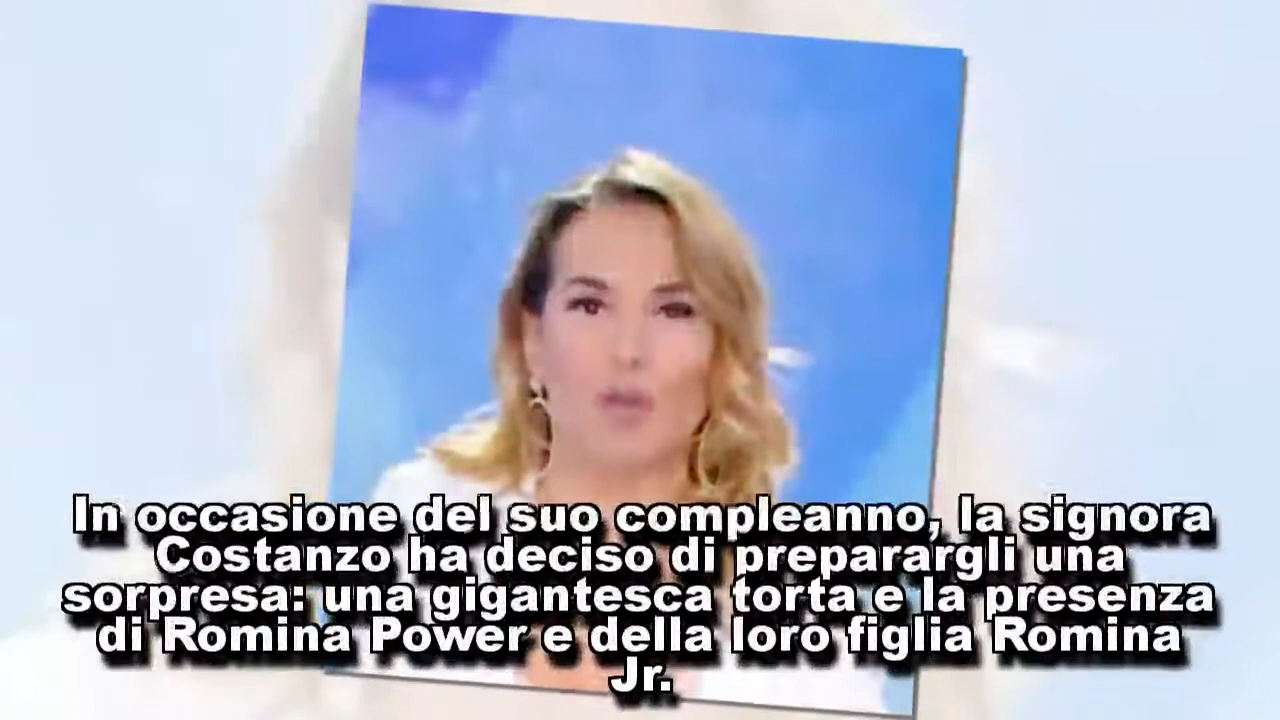 In occasione del suo compleanno, la signora
Costanzo ha deciso di preparargli una
sorpresa: una gigantesca torta e la presenza
di Romina Power e della loro figlia Romina
Jr.